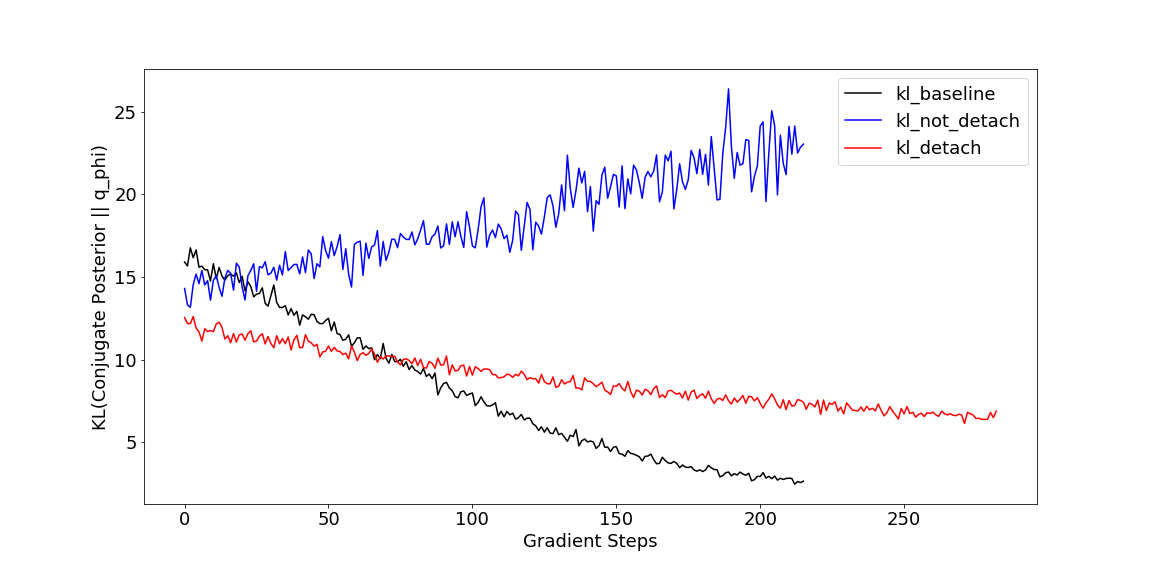 kl_baseline
kl_not_detach
kl_detach
KL(Conjugate Posterior || q_phi)
25
20
15
10
5
0 50 100 150 200 250
Gradient Steps